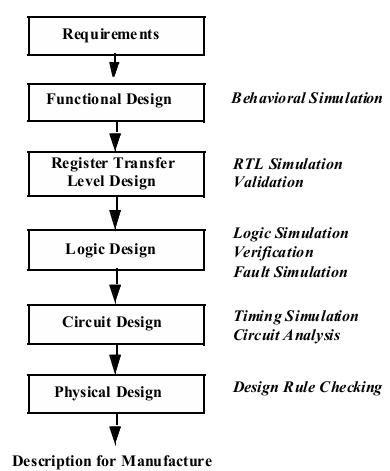 Requirements
Functional Design
Behavioral Simulation
Register Transfer
Level Design
RTL Simulation
Validation
Logic Design
Logic Simulation
Verification
Fault Simulation
Circuit Design
Timing Simulation
Circuit Analysis
Physical Design
Design Rule Checking
Description for Manufacture